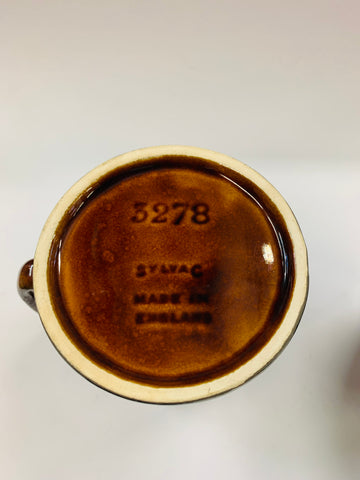 3278
SYLVAC
MADE IN
ENGLAND